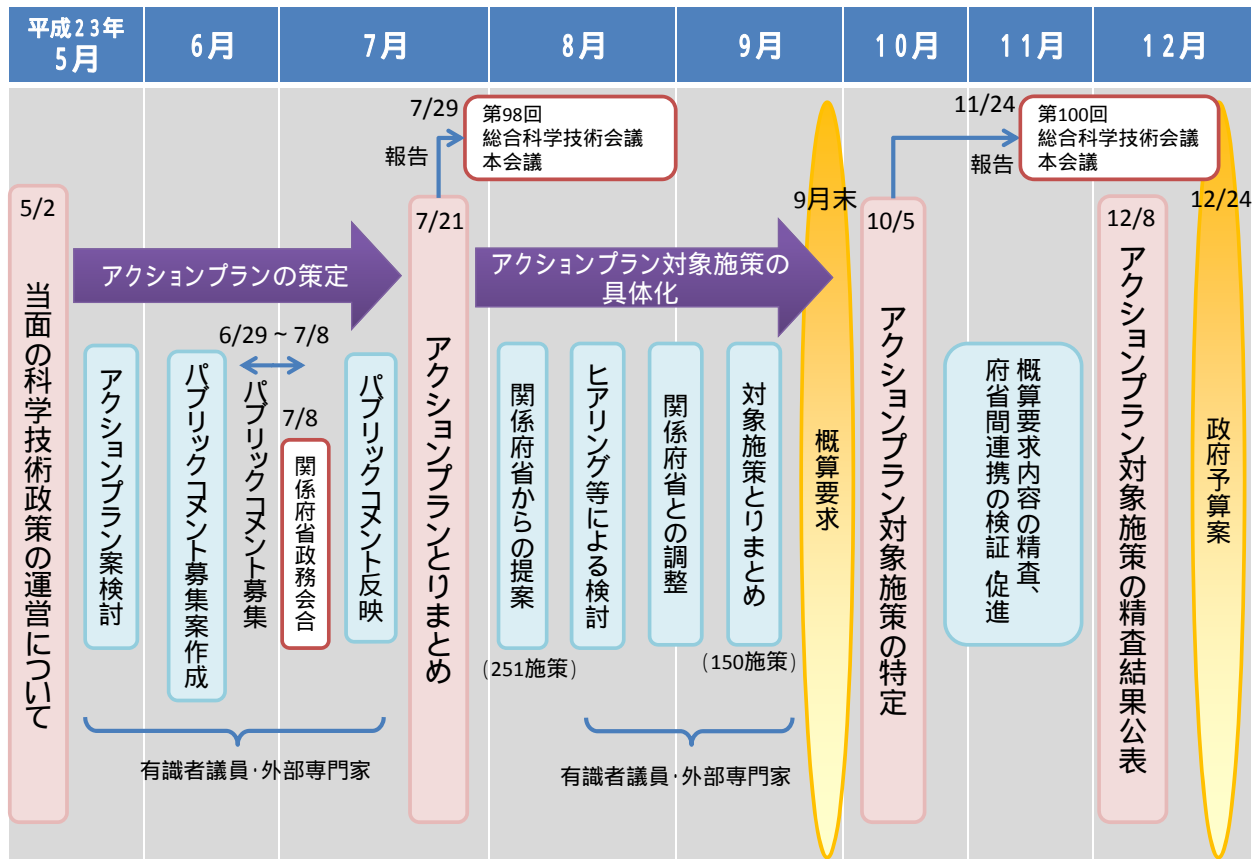 平成23年
5月
6月
7月
8月
9月
10月
11月
12月
7/29
報告
第98回
総合科学技術会議
本会議
11/24
報告
第100回
総合科学技術会議
本会議
5/2
当面の科学技術政策の運営について
アクションプランの策定
アクションプラン案検討
パブリックコメント募集案作成
6/29 ~ 7/8
パブリックコメント募集
7/8
関係府省政務会合
パブリックコメント反映
有識者議員・外部専門家
7/21
アクションプランとりまとめ
アクションプラン対象施策の
具体化
関係府省からの提案
(251施策)
ヒアリング等による検討
関係府省との調整
対象施策とりまとめ
(150施策)
有識者議員・外部専門家
9月末
概算要求
10/5
アクションプラン対象施策の特定
概算要求内容の精査、
府省間連携の検証・促進
12/8
アクションプラン対象施策の精査結果公表
12/24
政府予算案